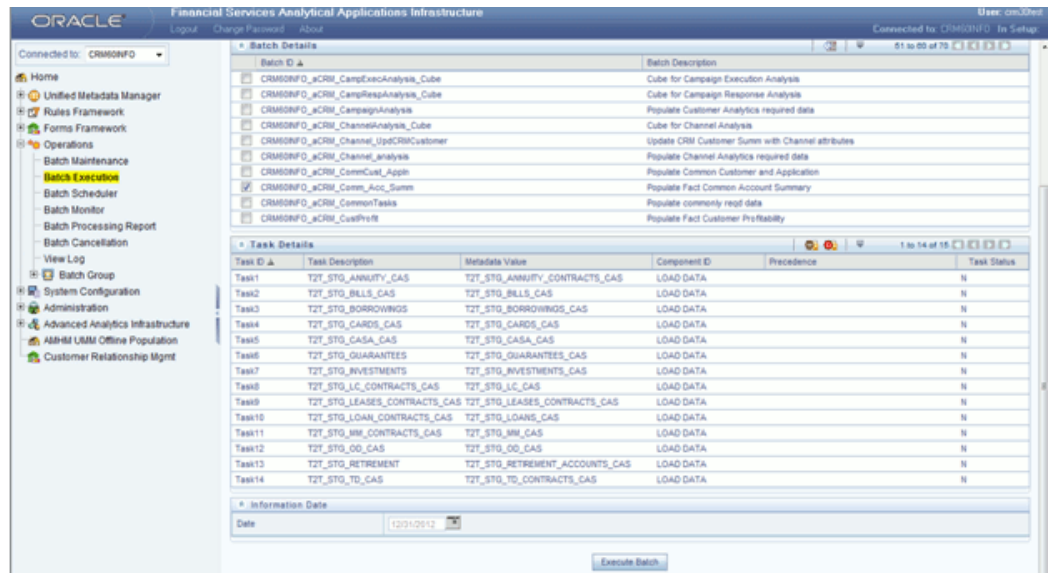 ORACLE
Financial Services Analytical Applications Infrastructure
User: crm30test
Logout Change Password About
Connected to: CRM60INFO In Setup:
Connected to: CRM60INFO
Home
Unified Metadata Manager
Rules Framework
Forms Framework
Operations
Batch Maintenance
Batch Execution
Batch Scheduler
Batch Monitor
Batch Processing Report
Batch Cancellation
View Log
Batch Group
System Configuration
Administration
Advanced Analytics Infrastructure
AMHM UMM Offline Population
Customer Relationship Mgmt
Batch Details 51 to 60 of 70
Batch ID Batch Description
CRM60INFO_aCRM_CampExecAnalysis_Cube Cube for Campaign Execution Analysis
CRM60INFO_aCRM_CampRespAnalysis_Cube Cube for Campaign Response Analysis
CRM60INFO_aCRM_CampaignAnalysis Populate Customer Analytics required data
CRM60INFO_aCRM_ChannelAnalysis_Cube Cube for Channel Analysis
CRM60INFO_aCRM_Channel_UpdCRMCustomer Update CRM Customer Summ with Channel attributes
CRM60INFO_aCRM_Channel_analysis Populate Channel Analytics required data
CRM60INFO_aCRM_CommCust_Appln Populate Common Customer and Application
CRM60INFO_aCRM_Comm_Acc_Summ Populate Fact Common Account Summary
CRM60INFO_aCRM_CommonTasks Populate commonly reqd data
CRM60INFO_aCRM_CustProfit Populate Fact Customer Profitability
Task Details 1 to 14 of 15
Task ID Task Description Metadata Value Component ID Precedence Task Status
Task1 T2T_STG_ANNUITY_CAS T2T_STG_ANNUITY_CONTRACTS_CAS LOAD DATA N
Task2 T2T_STG_BILLS_CAS T2T_STG_BILLS_CAS LOAD DATA N
Task3 T2T_STG_BORROWINGS T2T_STG_BORROWINGS_CAS LOAD DATA N
Task4 T2T_STG_CARDS_CAS T2T_STG_CARDS_CAS LOAD DATA N
Task5 T2T_STG_CASA_CAS T2T_STG_CASA_CAS LOAD DATA N
Task6 T2T_STG_GUARANTEES T2T_STG_GUARANTEES_CAS LOAD DATA N
Task7 T2T_STG_INVESTMENTS T2T_STG_INVESTMENTS_CAS LOAD DATA N
Task8 T2T_STG_LC_CONTRACTS_CAS T2T_STG_LC_CAS LOAD DATA N
Task9 T2T_STG_LEASES_CONTRACTS_CAS T2T_STG_LEASES_CONTRACTS_CAS LOAD DATA N
Task10 T2T_STG_LOAN_CONTRACTS_CAS T2T_STG_LOANS_CAS LOAD DATA N
Task11 T2T_STG_MM_CONTRACTS_CAS T2T_STG_MM_CAS LOAD DATA N
Task12 T2T_STG_OD_CAS T2T_STG_OD_CAS LOAD DATA N
Task13 T2T_STG_RETIREMENT T2T_STG_RETIREMENT_ACCOUNTS_CAS LOAD DATA N
Task14 T2T_STG_TD_CAS T2T_STG_TD_CONTRACTS_CAS LOAD DATA N
Information Date
Date 12/31/2012
Execute Batch